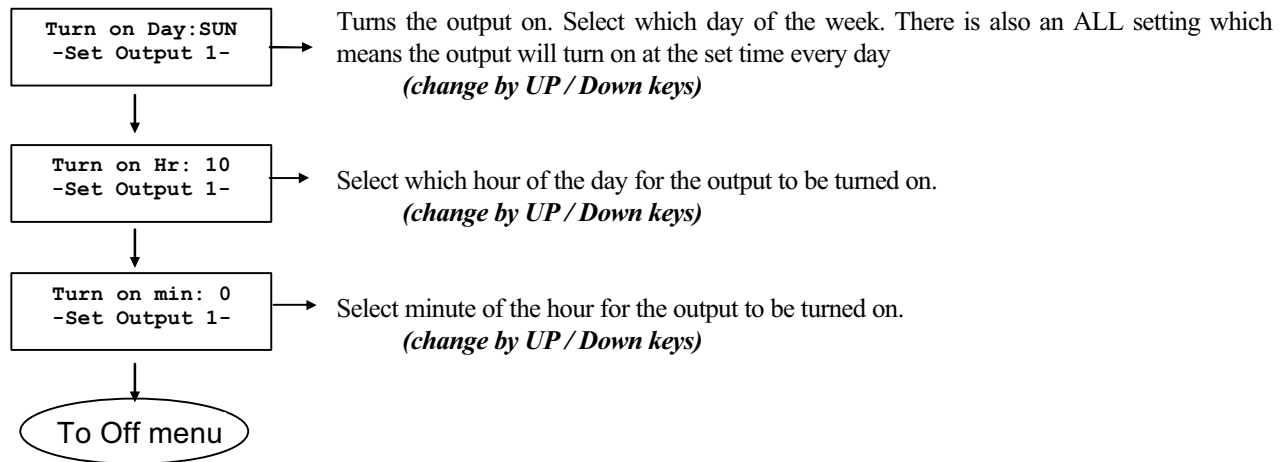 Turn on Day:SUN
-Set Output 1-
Turns the output on. Select which day of the week. There is also an ALL setting which
means the output will turn on at the set time every day
(change by UP / Down keys)
Turn on Hr: 10
-Set Output 1-
Select which hour of the day for the output to be turned on.
(change by UP / Down keys)
Turn on min: 0
-Set Output 1-
Select minute of the hour for the output to be turned on.
(change by UP / Down keys)
To Off menu